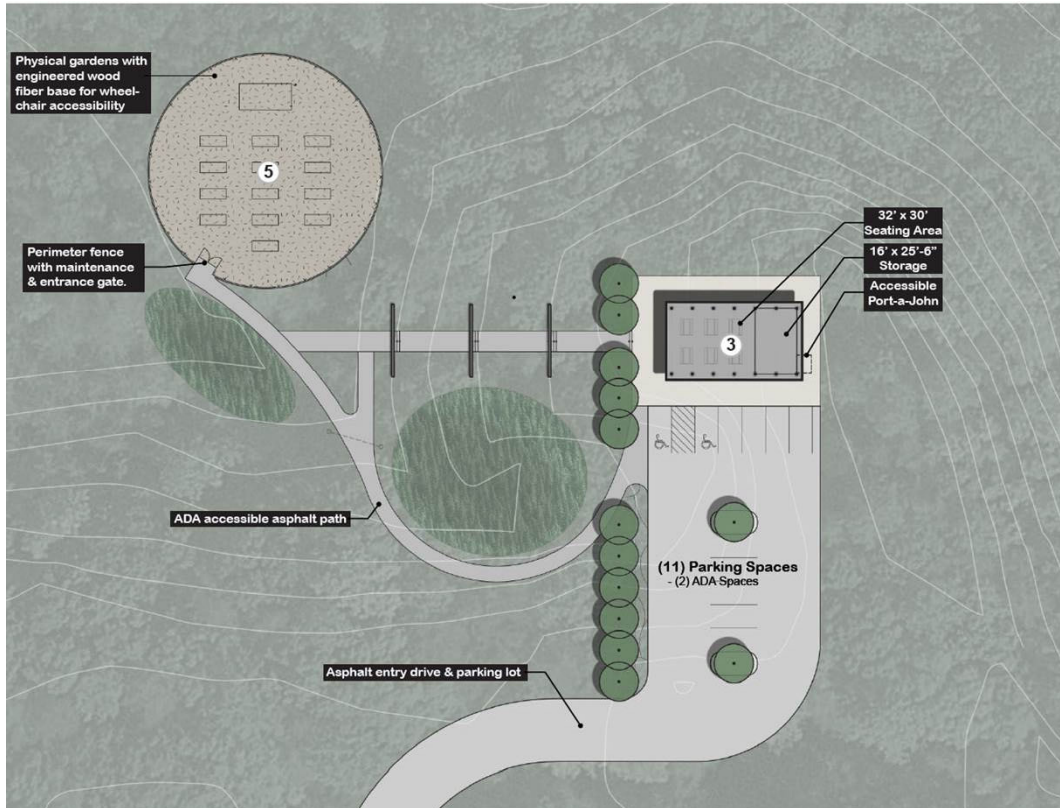 Physical gardens with
engineered wood
fiber base for wheel-
chair accessibility
5
Perimeter fence
with maintenance
& entrance gate.
32' x 30'
Seating Area
16' x 25'-6"
Storage
Accessible
Port-a-John
3
ADA accessible asphalt path
(11) Parking Spaces
- (2) ADA Spaces
Asphalt entry drive & parking lot